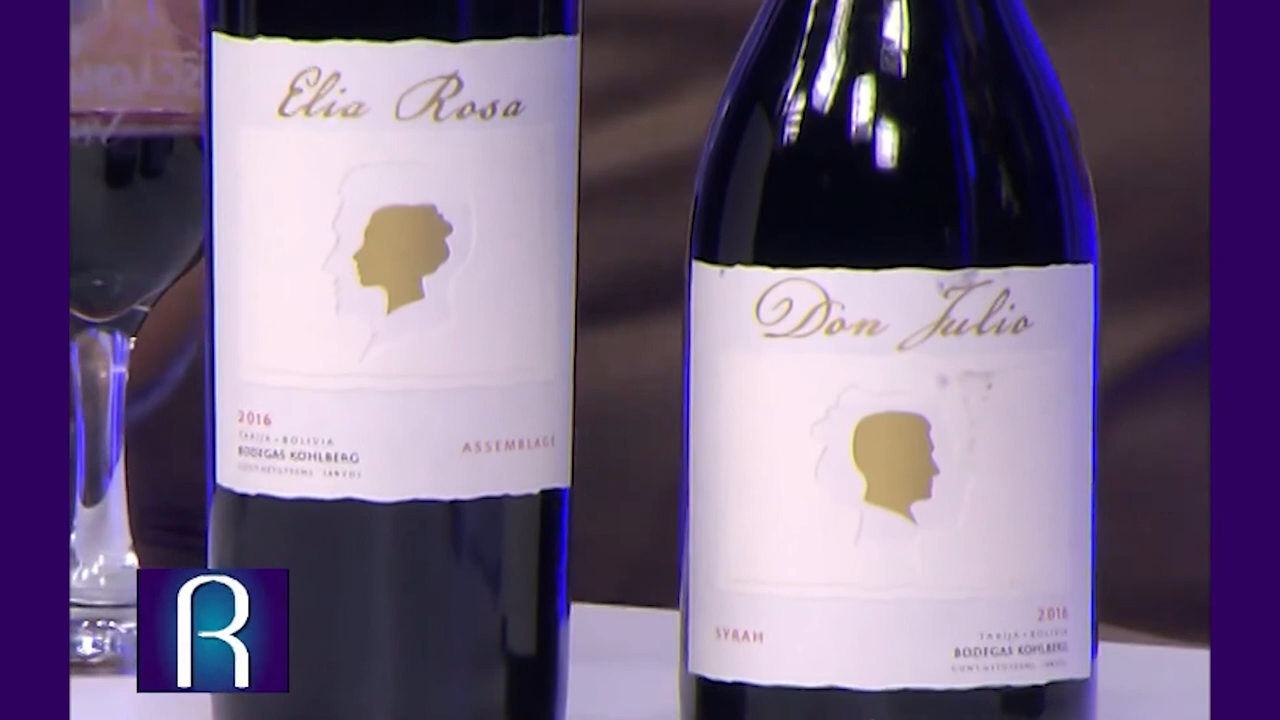 Elia Rosa
2016
TARIJA - BOLIVIA
BODEGAS KOHLBERG
ASSEMBLAGE
Don Julio
SYRAH
2016
TARIJA - BOLIVIA
BODEGAS KOHLBERG
R